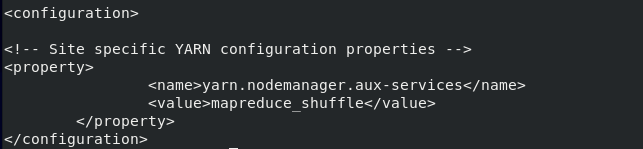 <configuration>
<!-- Site specific YARN configuration properties -->
<property>
<name>yarn.nodemanager.aux-services</name>
<value>mapreduce_shuffle</value>
</property>
</configuration>